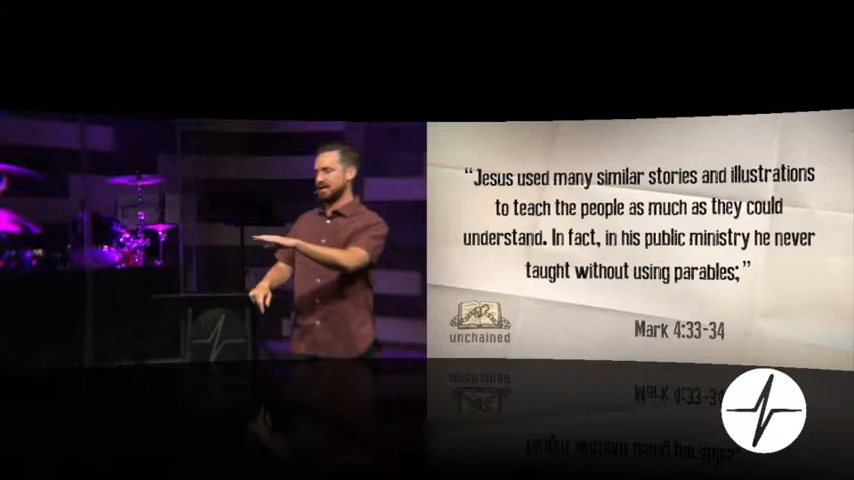 “Jesus used many similar stories and illustrations
to teach the people as much as they could
understand. In fact, in his public ministry he never
taught without using parables;”
Mark 4:33-34
unchained